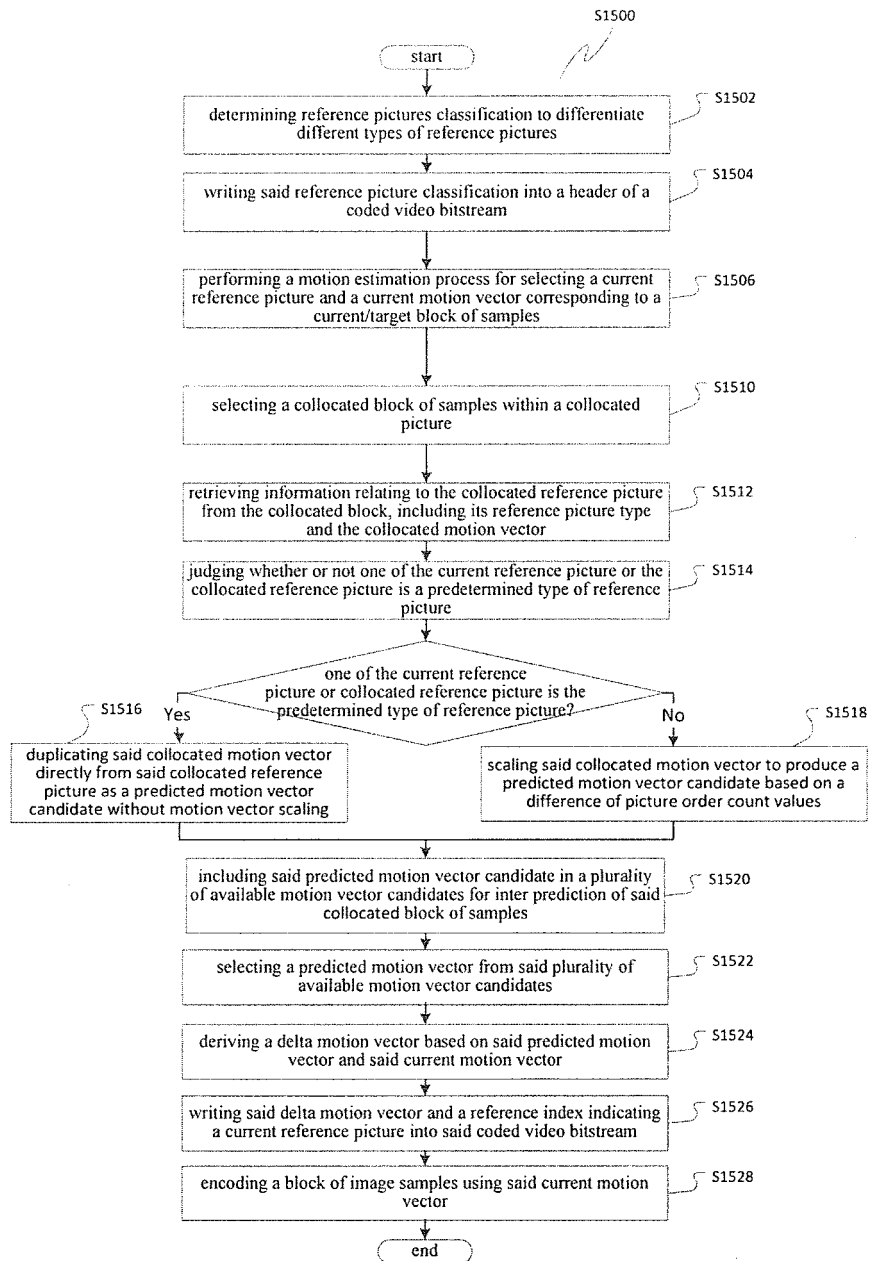 S1500
start
S1502
determining reference pictures classification to differentiate
different types of reference pictures
S1504
writing said reference picture classification into a header of a
coded video bitstream
performing a motion estimation process for selecting a current
reference picture and a current motion vector corresponding to a
current/target block of samples
S1506
S1510
selecting a collocated block of samples within a collocated
picture
retrieving information relating to the collocated reference picture
from the collocated block, including its reference picture type
and the collocated motion vector
S1512
judging whether or not one of the current reference picture or the
collocated reference picture is a predetermined type of reference
picture
S1514
one of the current reference
picture or collocated reference picture is the
predetermined type of reference picture?
S1516
Yes
No
S1518
duplicating said collocated motion vector
directly from said collocated reference
picture as a predicted motion vector
candidate without motion vector scaling
scaling said collocated motion vector to produce a
predicted motion vector candidate based on a
difference of picture order count values
including said predicted motion vector candidate in a plurality
of available motion vector candidates for inter prediction of said
collocated block of samples
S1520
selecting a predicted motion vector from said plurality of
available motion vector candidates
S1522
deriving a delta motion vector based on said predicted motion
vector and said current motion vector
S1524
writing said delta motion vector and a reference index indicating
a current reference picture into said coded video bitstream
S1526
encoding a block of image samples using said current motion
vector
S1528
end